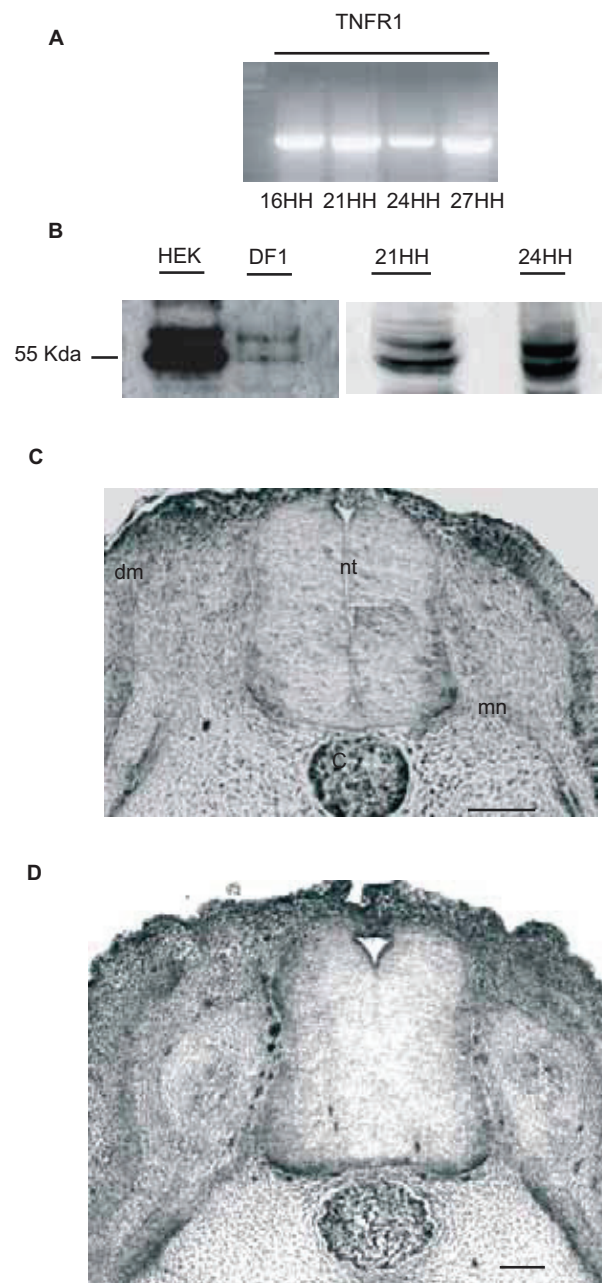 TNFR1
A
16HH 21HH 24HH 27HH
B
HEK DF1 21HH 24HH
55 Kda
C
dm nt
mn
C
D